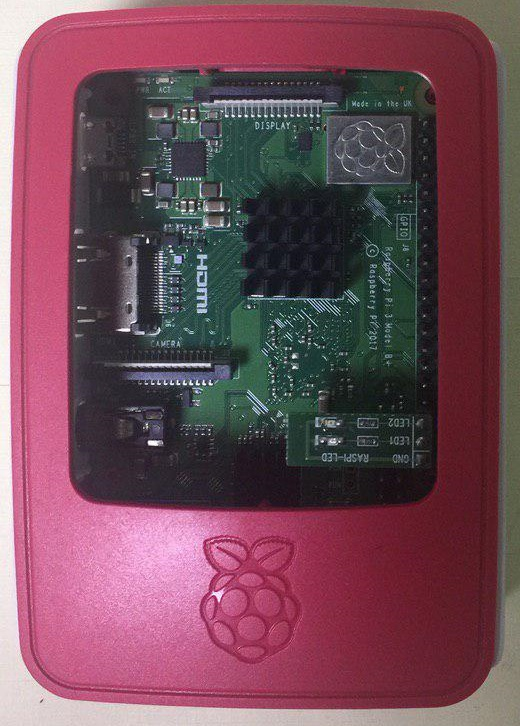 PWR ACT
Made in the UK
DISPLAY
GPIO
J8
HDMI
Raspberry Pi 3 Model B+
© Raspberry Pi 2017
CAMERA
LED2
LED1
GND
RASPI-LED